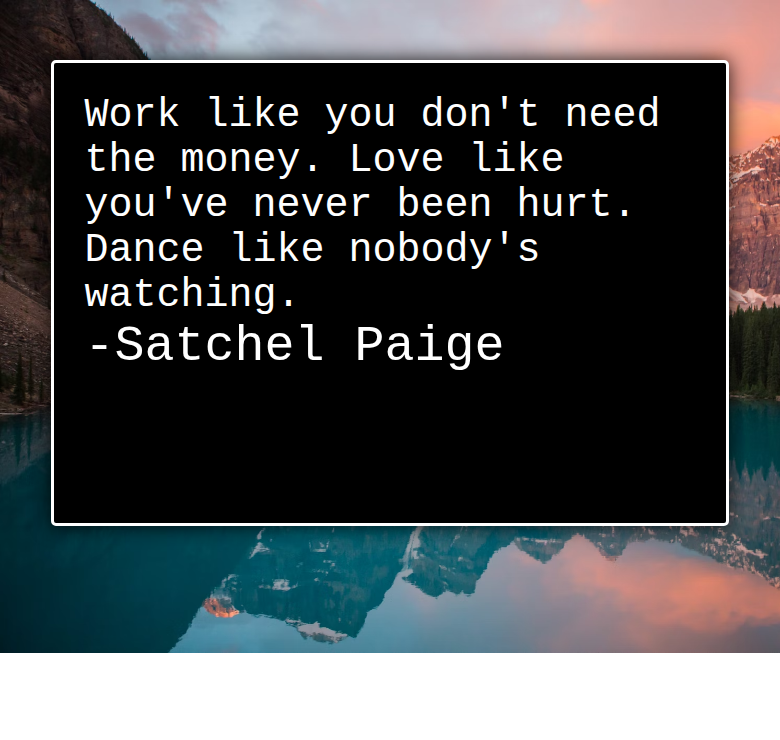 Work like you don't need
the money. Love like
you've never been hurt.
Dance like nobody's
watching.
-Satchel Paige